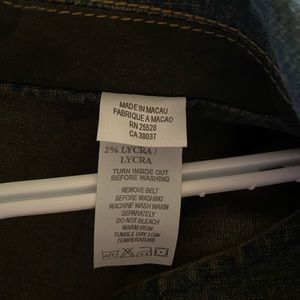 MADE IN MACAU
FABRIQUE A MACAO
RN 25528
CA 38037
2% LYCRA /
LYCRA
TURN INSIDE OUT
BEFORE WASHING
REMOVE BELT
BEFORE WASHING
MACHINE WASH WARM
SEPARATELY
DO NOT BLEACH
WARM IRON
TUMBLE DRY LOW
TEMPERATURE